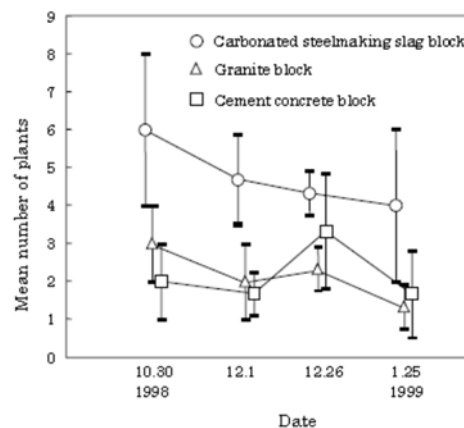 Mean number of plants
9
8
7
6
5
4
3
2
1
0
Carbonated steelmaking slag block
Granite block
Cement concrete block
10.30 12.1 12.26 1.25
1998 1999
Date